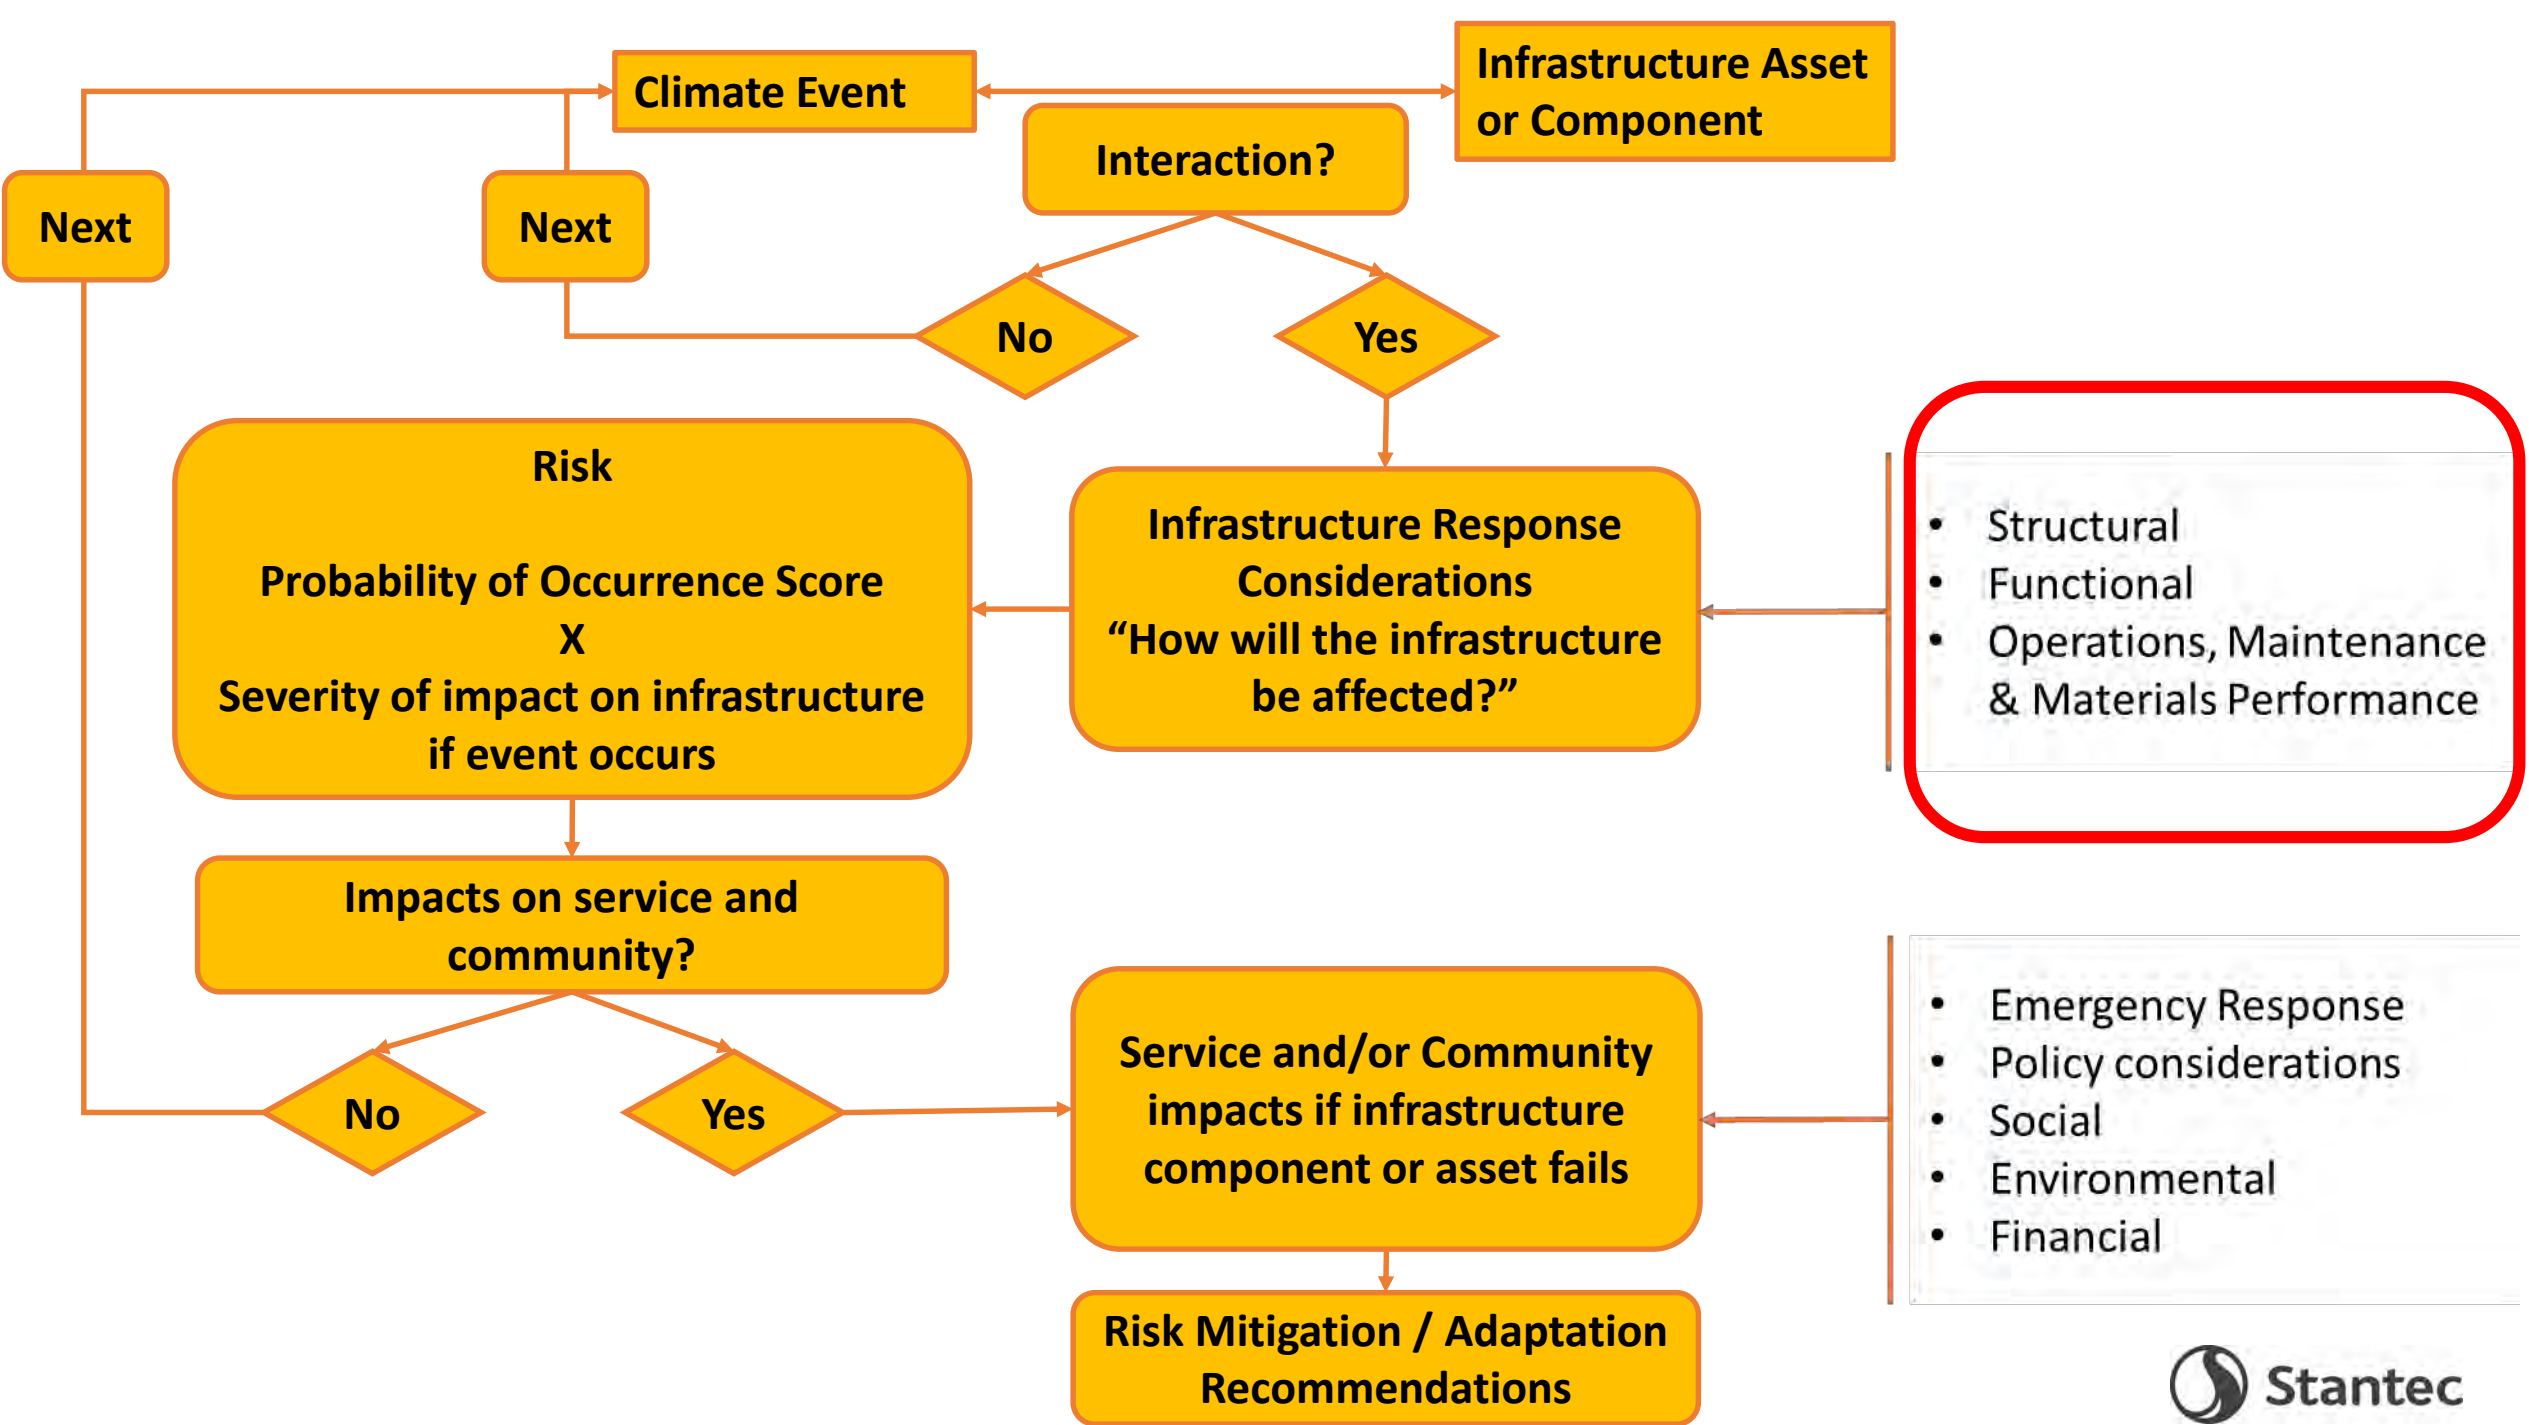 Climate Event
Infrastructure Asset
or Component
Interaction?
Next
Next
No
Yes
Risk
Probability of Occurrence Score
X
Severity of impact on infrastructure
if event occurs
Infrastructure Response
Considerations
“How will the infrastructure
be affected?”
• Structural
• Functional
• Operations, Maintenance
& Materials Performance
Impacts on service and
community?
No
Yes
Service and/or Community
impacts if infrastructure
component or asset fails
• Emergency Response
• Policy considerations
• Social
• Environmental
• Financial
Risk Mitigation / Adaptation
Recommendations
Stantec